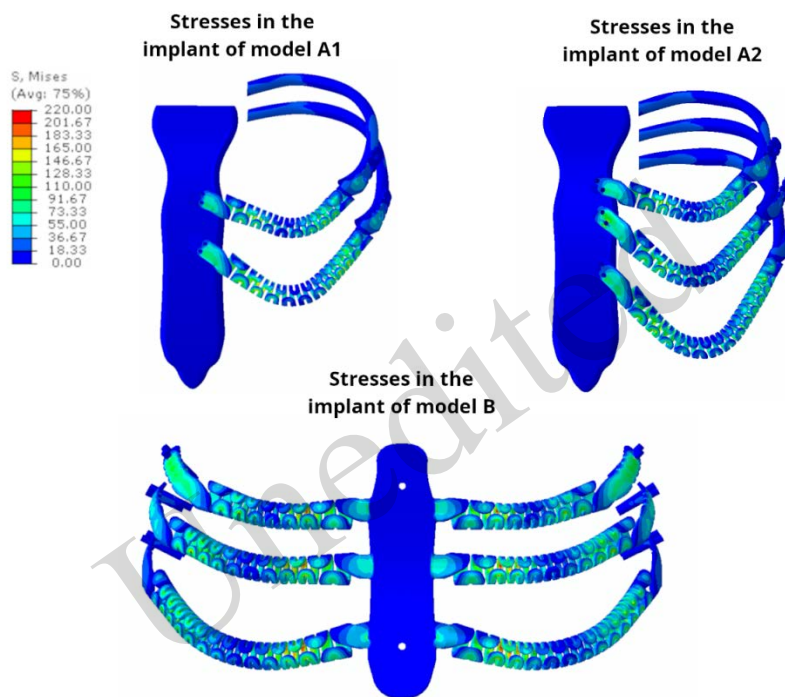 Stresses in the
implant of model A1
Stresses in the
implant of model A2
S, Mises
(Avg: 75%)
220.00
201.67
183.33
165.00
146.67
128.33
110.00
91.67
73.33
55.00
36.67
18.33
0.00
Stresses in the
implant of model B
Unedited